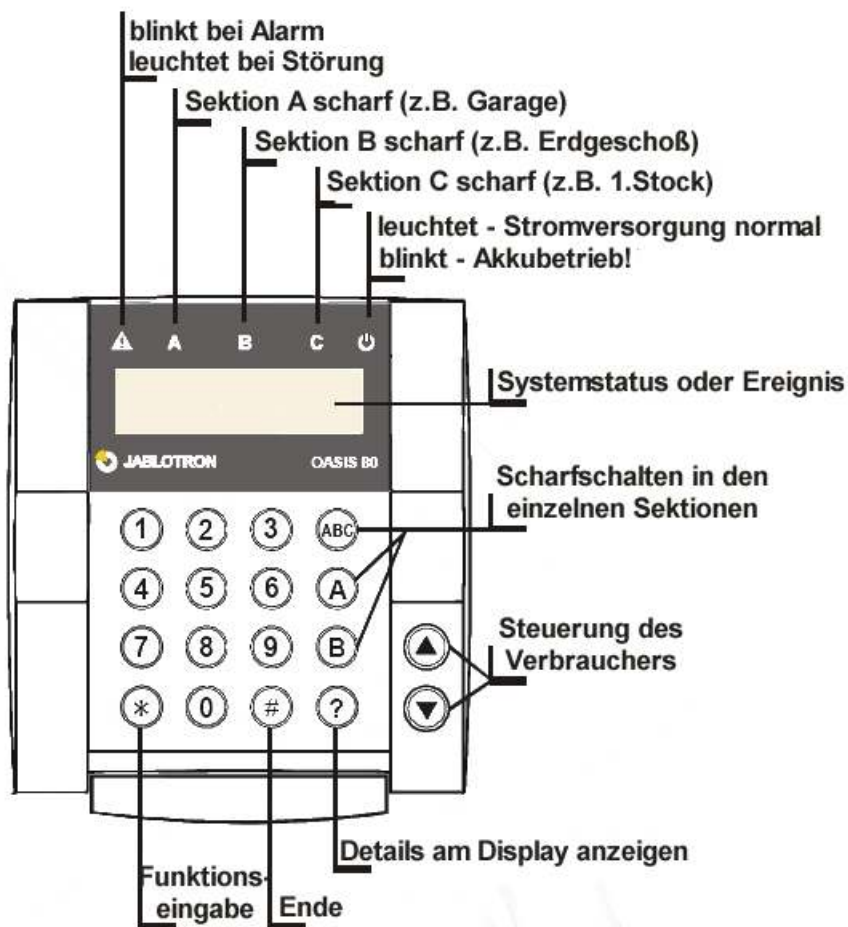 blinkt bei Alarm
leuchtet bei Störung
Sektion A scharf (z.B. Garage)
Sektion B scharf (z.B. Erdgeschoß)
Sektion C scharf (z.B. 1.Stock)
leuchtet - Stromversorgung normal
blinkt - Akkubetrieb!
A B C
Systemstatus oder Ereignis
JABLOTRON OASIS 80
Scharfschalten in den
einzelnen Sektionen
1 2 3 ABC
4 5 6 A
7 8 9 B
Steuerung des
Verbrauchers
* 0 # ?
Details am Display anzeigen
Funktions-
eingabe
Ende